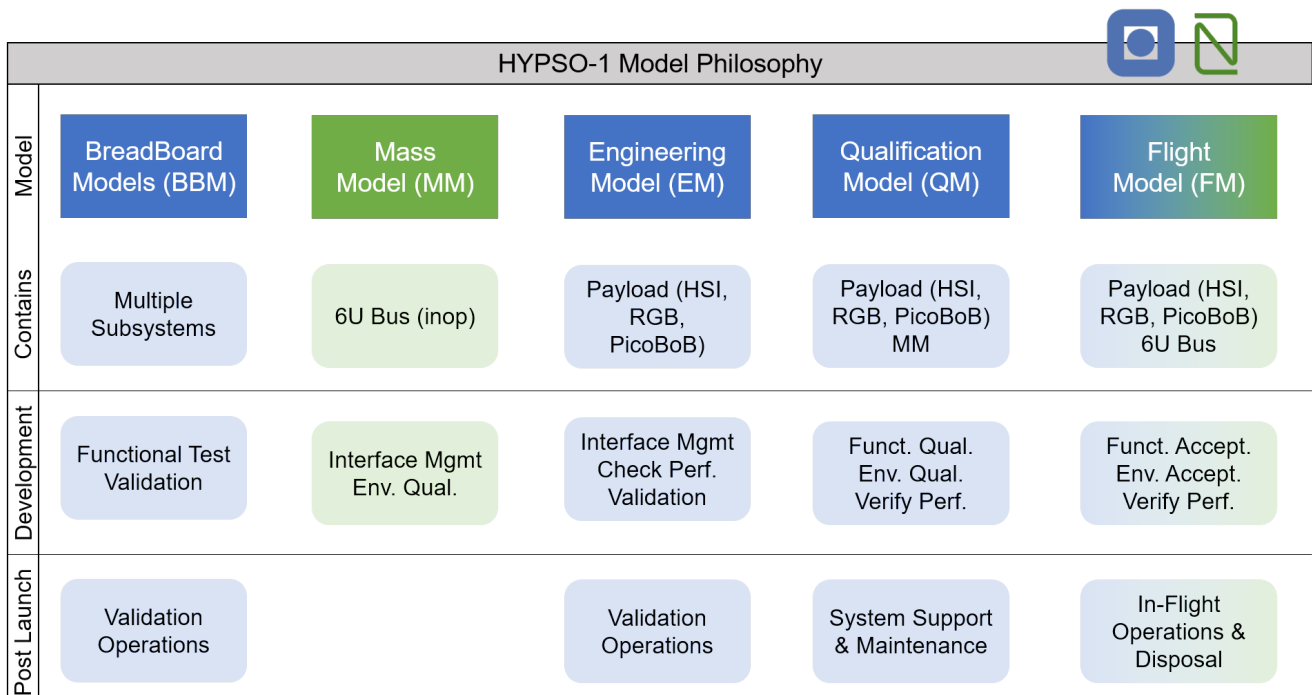 HYPSO-1 Model Philosophy
Model
BreadBoard
Models (BBM)
Mass
Model (MM)
Engineering
Model (EM)
Qualification
Model (QM)
Flight
Model (FM)
Contains
Multiple
Subsystems
6U Bus (inop)
Payload (HSI,
RGB,
PicoBoB)
Payload (HSI,
RGB, PicoBoB)
MM
Payload (HSI,
RGB, PicoBoB)
6U Bus
Development
Functional Test
Validation
Interface Mgmt
Env. Qual.
Interface Mgmt
Check Perf.
Validation
Funct. Qual.
Env. Qual.
Verify Perf.
Funct. Accept.
Env. Accept.
Verify Perf.
Post Launch
Validation
Operations
Validation
Operations
System Support
& Maintenance
In-Flight
Operations &
Disposal